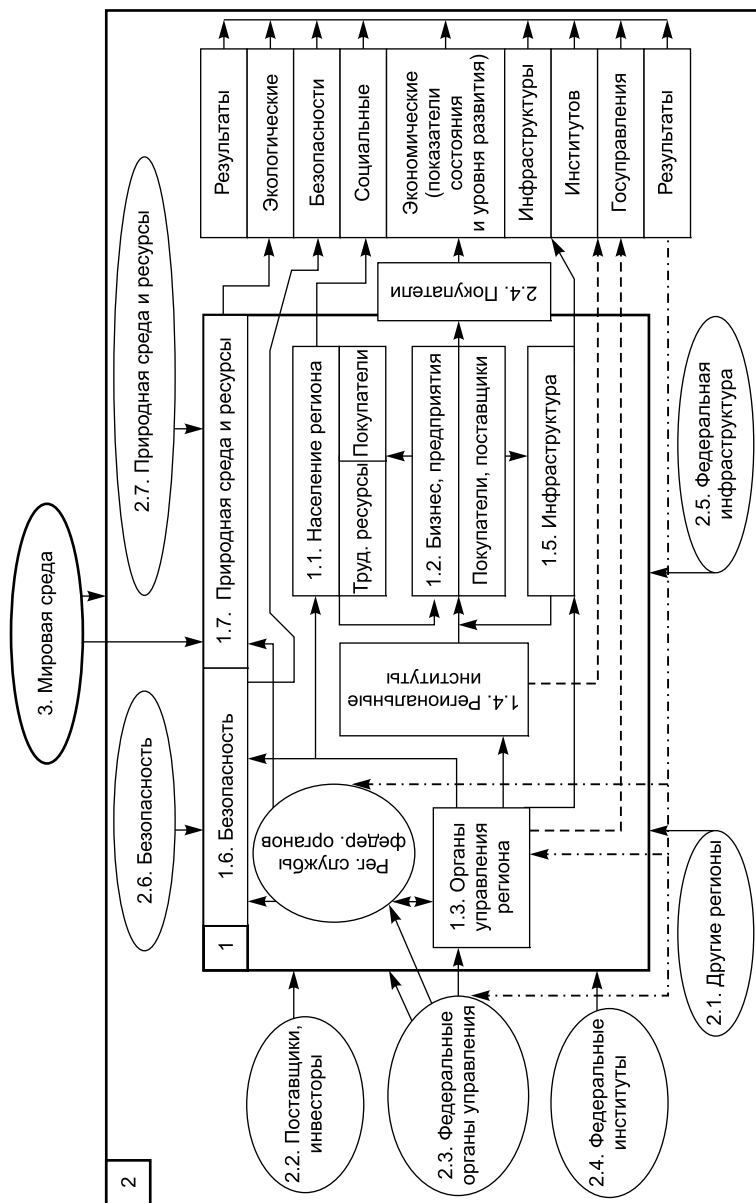 3. Мировая среда
2
2.6. Безопасность
2.7. Природная среда и ресурсы
1
1.6. Безопасность
1.7. Природная среда и ресурсы
2.2. Поставщики,
инвесторы
2.3. Федеральные
органы управления
2.4. Федеральные
институты
Рег. службы
федер. органов
1.3. Органы
управления
региона
1.4. Региональные
институты
1.1. Население региона
Труд. ресурсы
Покупатели
1.2. Бизнес, предприятия
Покупатели, поставщики
1.5. Инфраструктура
2.4. Покупатели
Результаты
Экологические
Безопасности
Социальные
Экономические
(показатели
состояния
и уровня развития)
Инфраструктуры
Институтов
Госуправления
Результаты
2.1. Другие регионы
2.5. Федеральная
инфраструктура